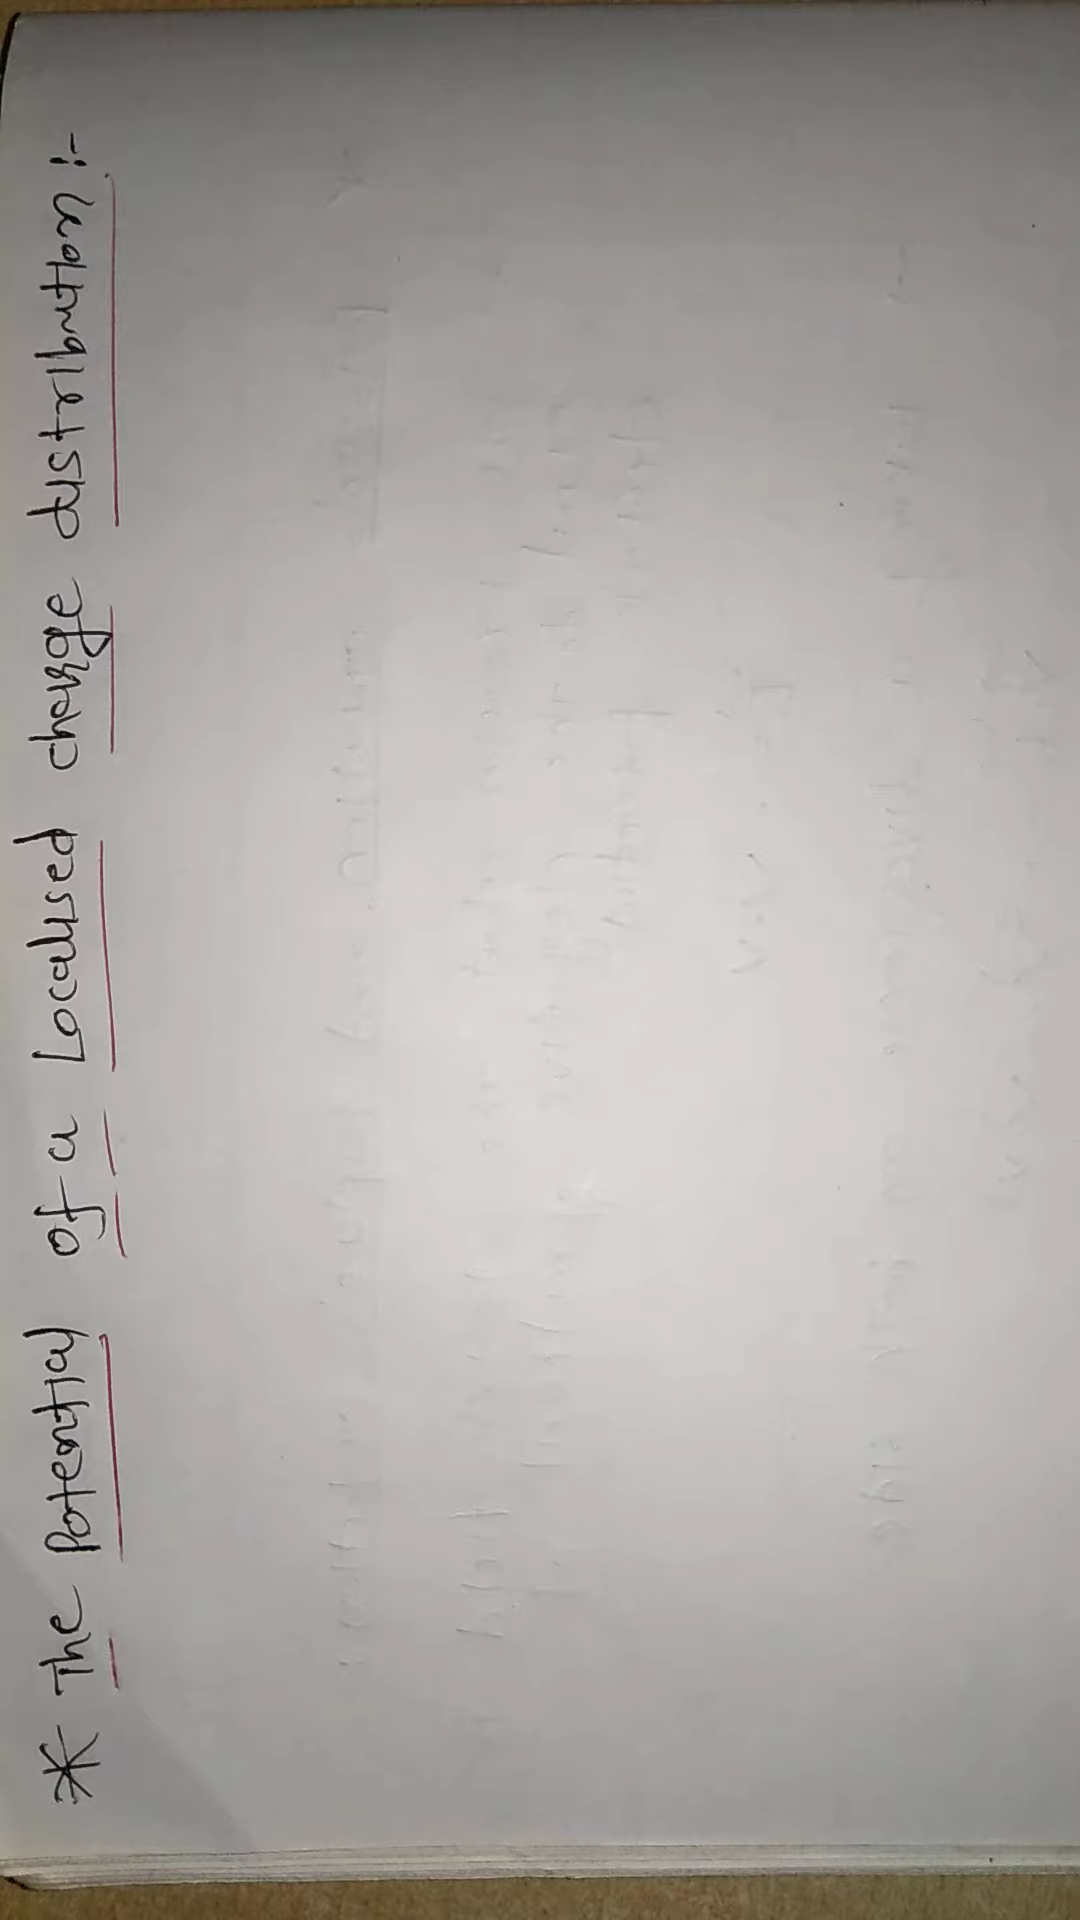 * The Potential of a Localised charge distribution :-